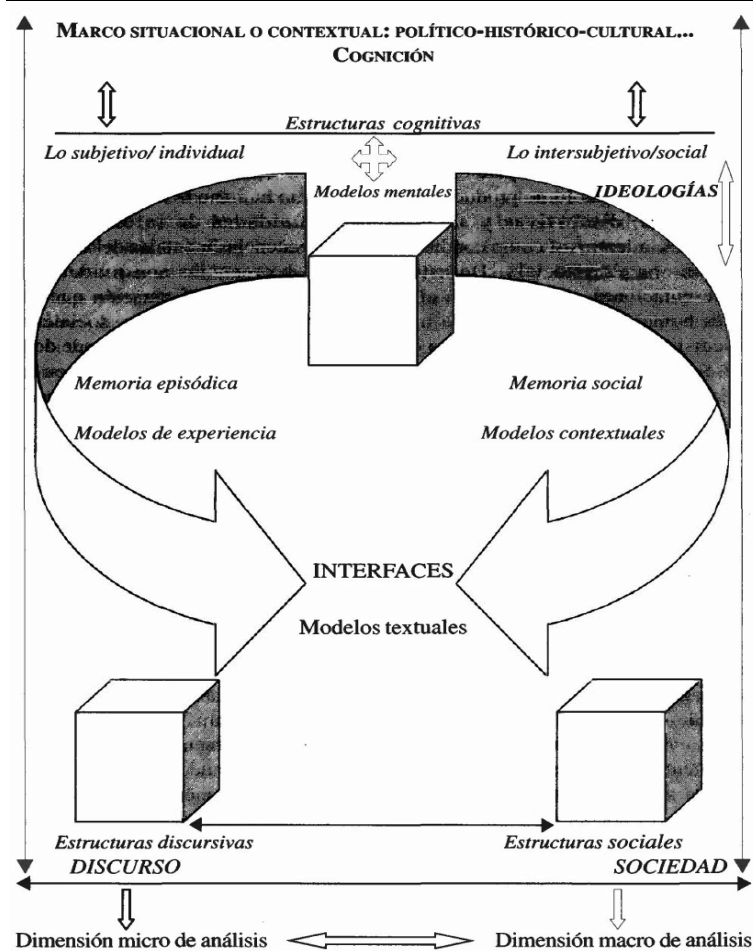 MARCO SITUACIONAL O CONTEXTUAL: POLÍTICO-HISTÓRICO-CULTURAL...
COGNICIÓN
Estructuras cognitivas
Lo subjetivo/ individual
Lo intersubjetivo/social
Modelos mentales
IDEOLOGÍAS
Memoria episódica
Memoria social
Modelos de experiencia
Modelos contextuales
INTERFACES
Modelos textuales
Estructuras discursivas
Estructuras sociales
DISCURSO
SOCIEDAD
Dimensión micro de análisis
Dimensión macro de análisis